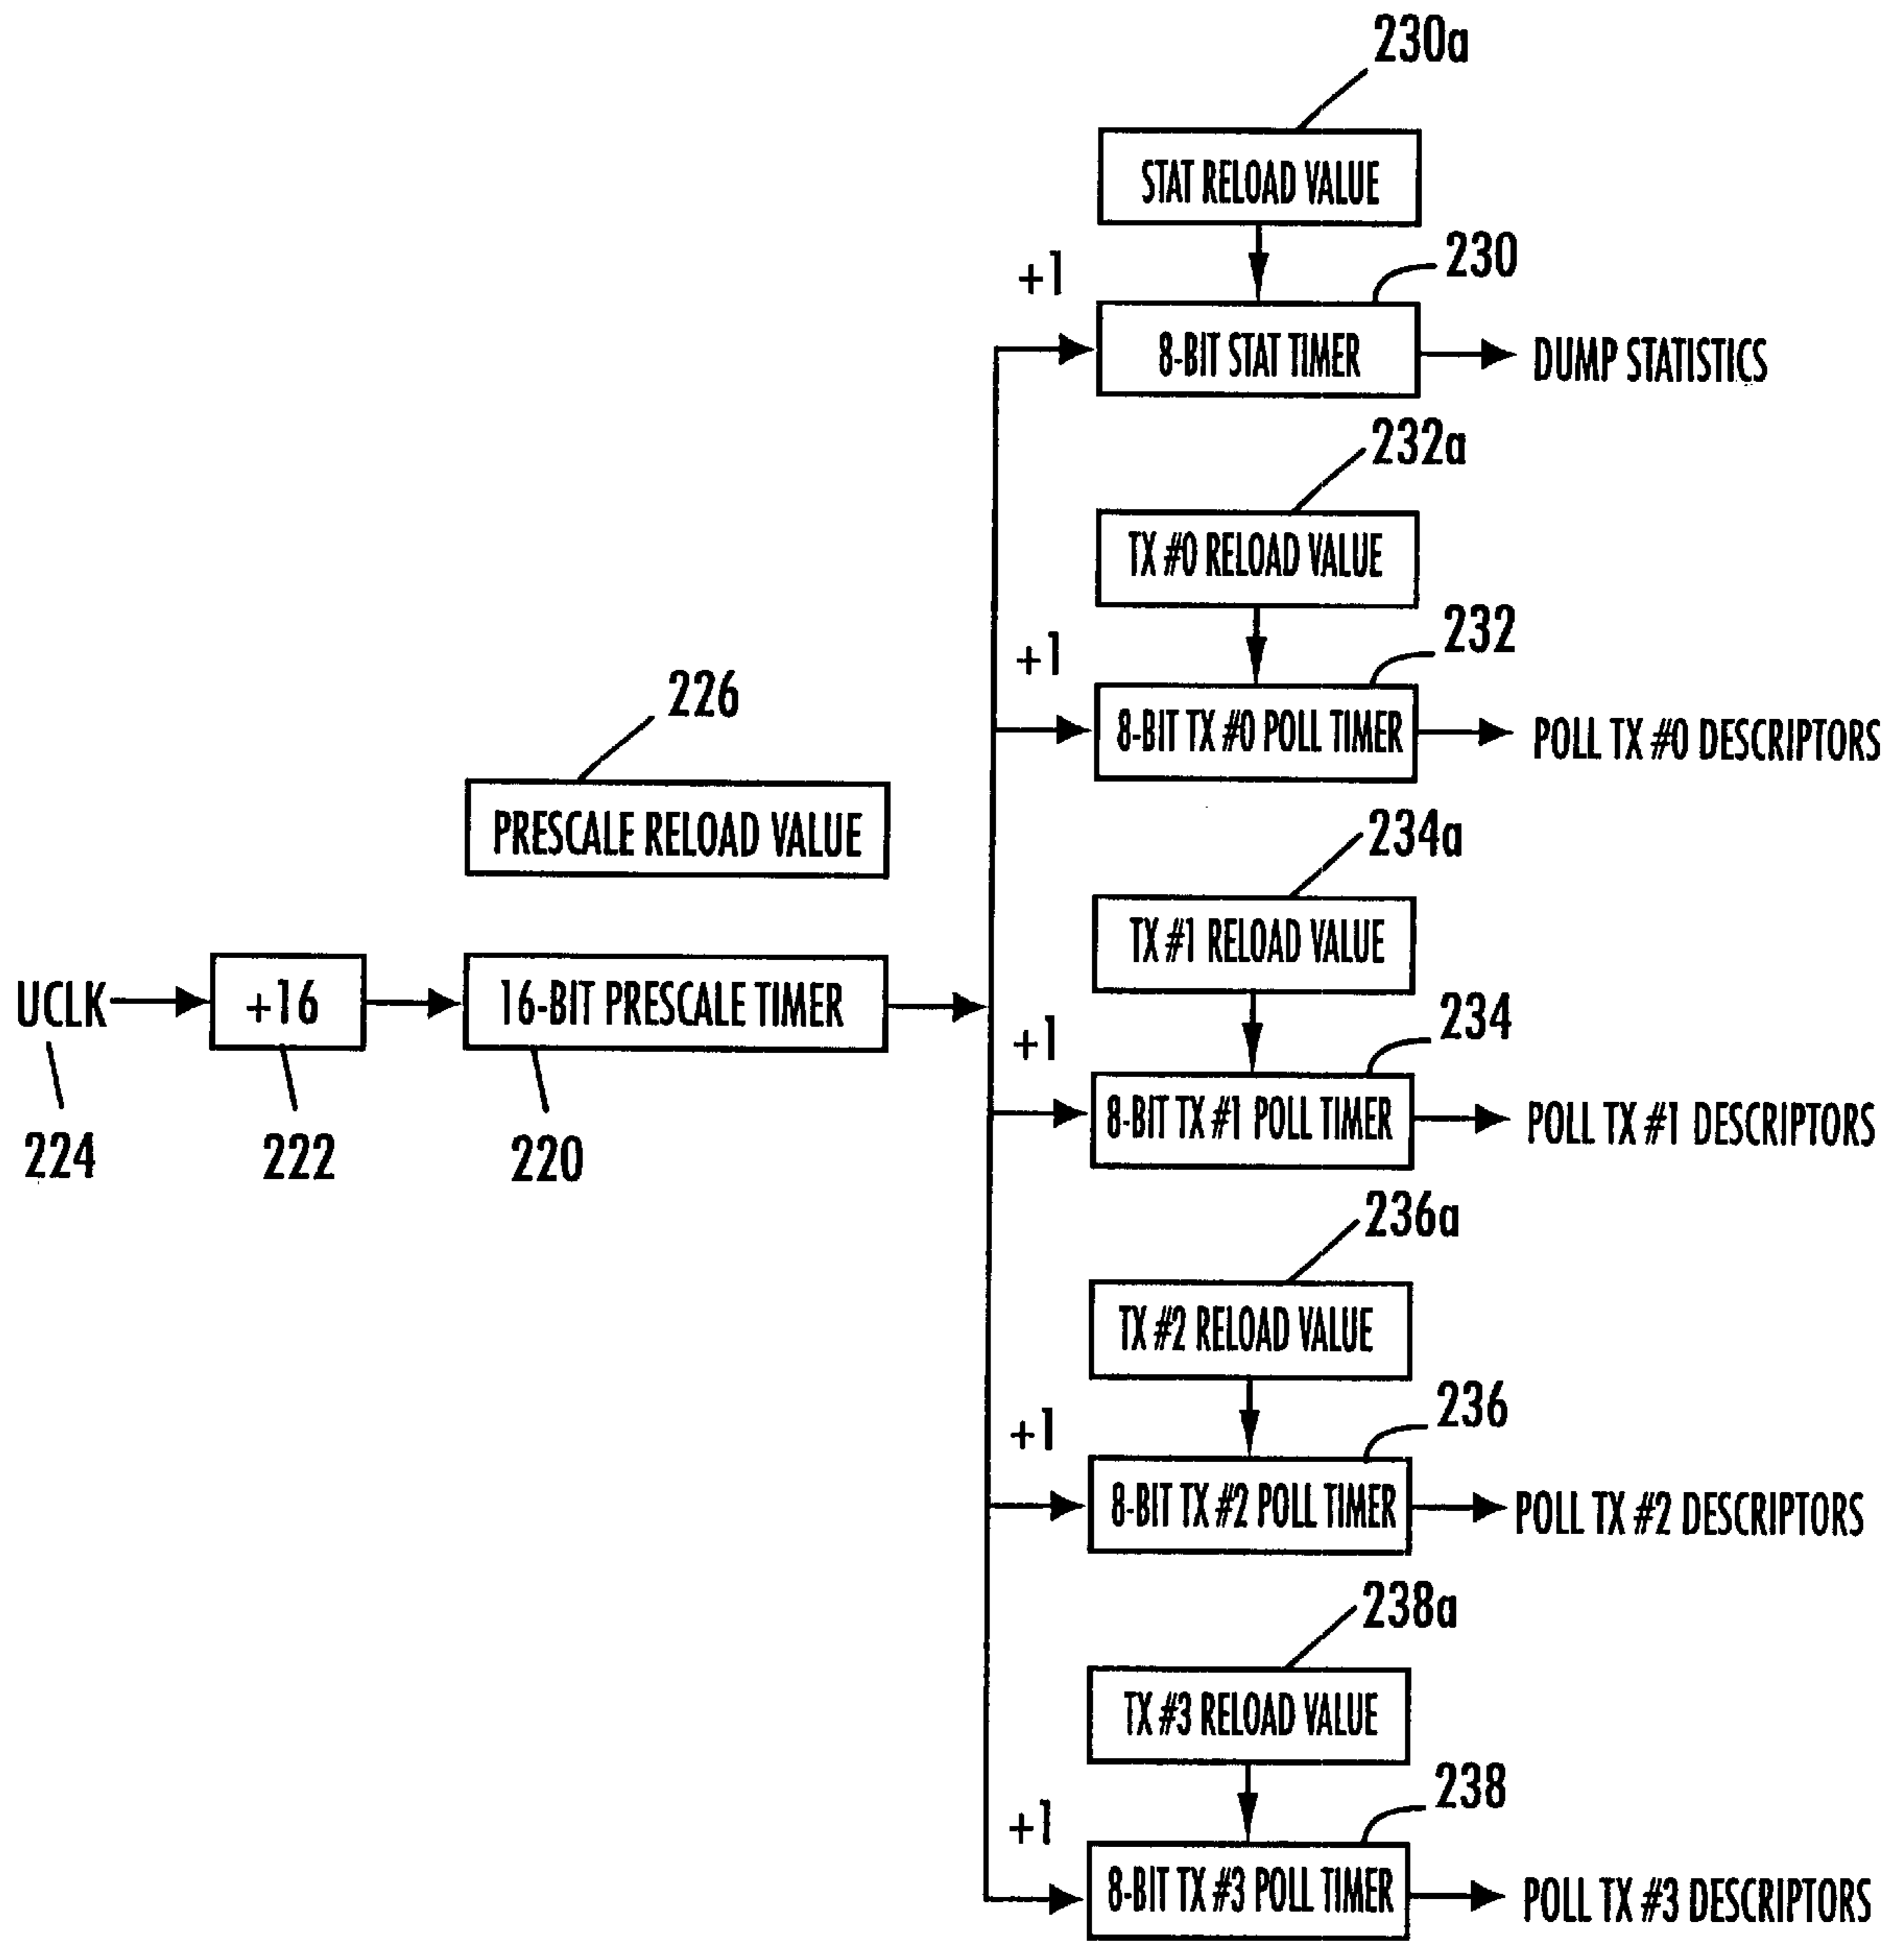 230a
STAT RELOAD VALUE
230
+1
8-BIT STAT TIMER
DUMP STATISTICS
232a
TX #0 RELOAD VALUE
232
+1
8-BIT TX #0 POLL TIMER
POLL TX #0 DESCRIPTORS
226
PRESCALE RELOAD VALUE
234a
TX #1 RELOAD VALUE
UCLK
+16
16-BIT PRESCALE TIMER
234
+1
8-BIT TX #1 POLL TIMER
POLL TX #1 DESCRIPTORS
224
222
220
236a
TX #2 RELOAD VALUE
236
+1
8-BIT TX #2 POLL TIMER
POLL TX #2 DESCRIPTORS
238a
TX #3 RELOAD VALUE
238
+1
8-BIT TX #3 POLL TIMER
POLL TX #3 DESCRIPTORS